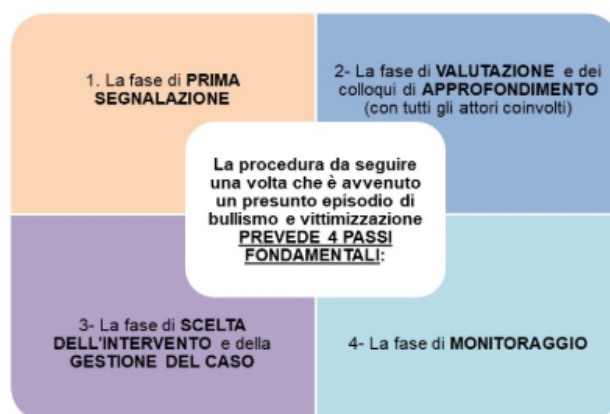 1. La fase di PRIMA
SEGNALAZIONE
2- La fase di VALUTAZIONE e dei
colloqui di APPROFONDIMENTO
(con tutti gli attori coinvolti)
La procedura da seguire
una volta che è avvenuto
un presunto episodio di
bullismo e vittimizzazione
PREVEDE 4 PASSI
FONDAMENTALI:
3- La fase di SCELTA
DELL'INTERVENTO e della
GESTIONE DEL CASO
4- La fase di MONITORAGGIO